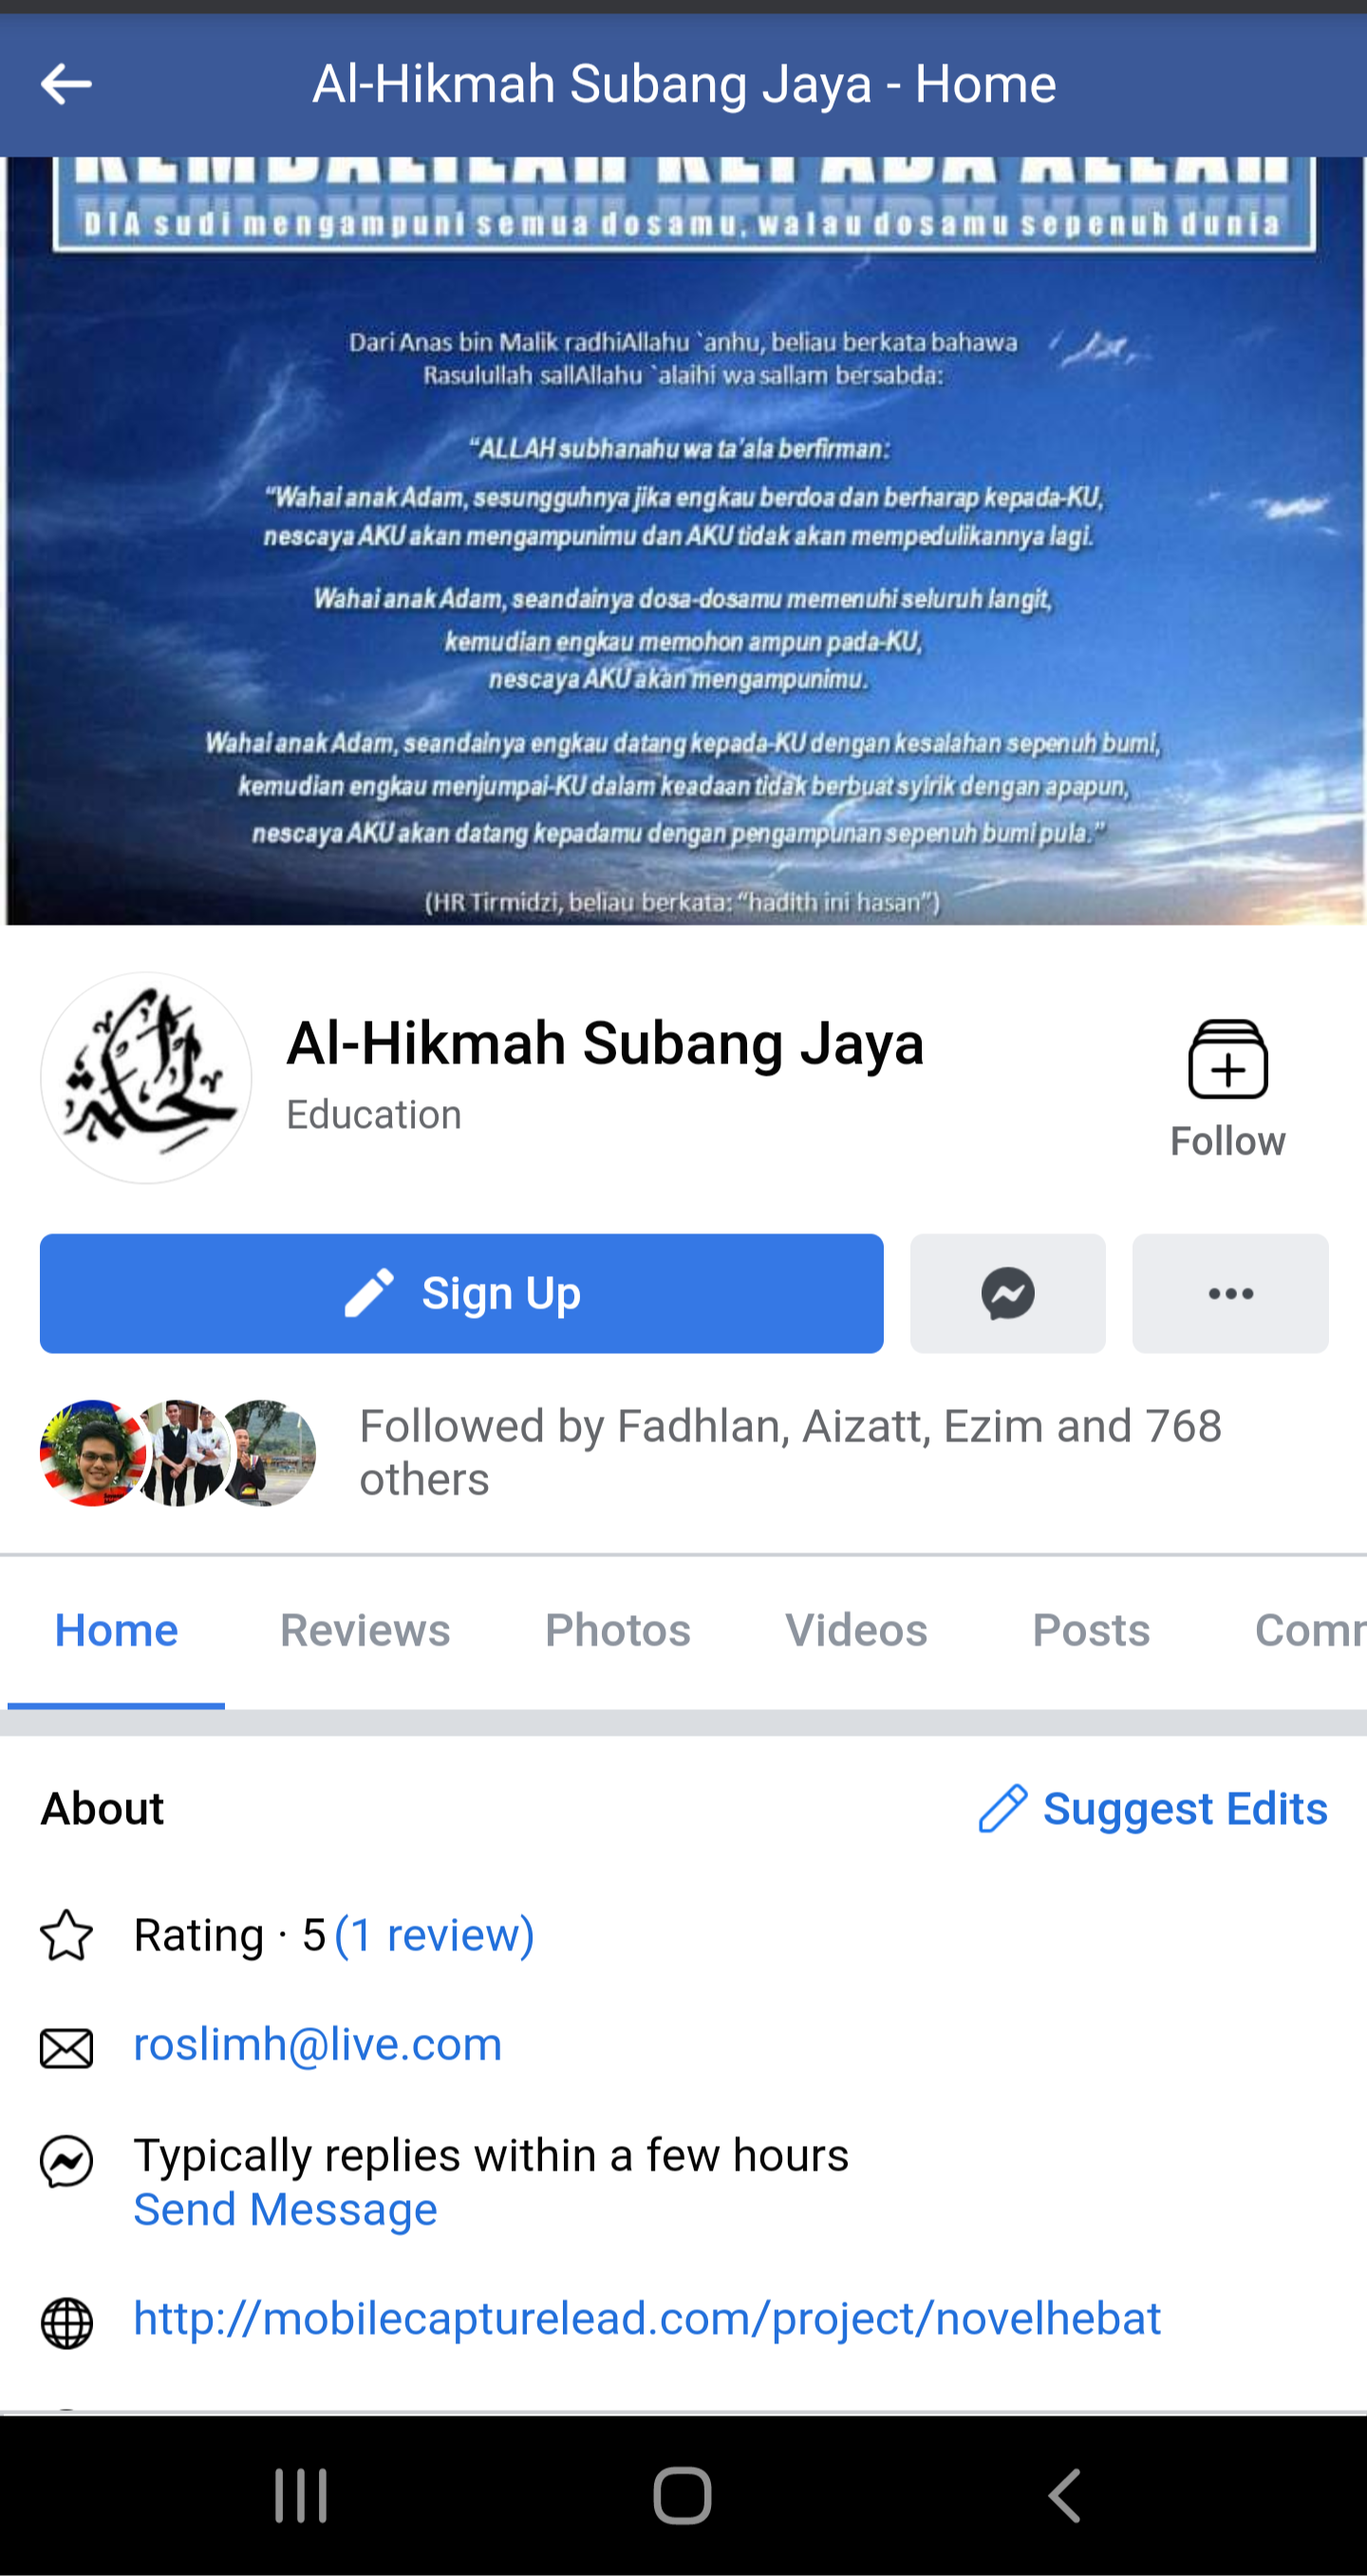 Al-Hikmah Subang Jaya - Home
KEMBALILAH KEPADA ALLAH
DIA sudi mengampuni semua dosamu, walau dosamu sepenuh dunia
Dari Anas bin Malik radhiAllahu `anhu, beliau berkata bahawa
Rasulullah sallAllahu `alaihi wa sallam bersabda:
“ALLAH subhanahu wa ta’ala berfirman:
“Wahai anak Adam, sesungguhnya jika engkau berdoa dan berharap kepada-KU,
nescaya AKU akan mengampunimu dan AKU tidak akan mempedulikannya lagi.
Wahai anak Adam, seandainya dosa-dosamu memenuhi seluruh langit,
kemudian engkau memohon ampun pada-KU,
nescaya AKU akan mengampunimu.
Wahai anak Adam, seandainya engkau datang kepada-KU dengan kesalahan sepenuh bumi,
kemudian engkau menjumpai-KU dalam keadaan tidak berbuat syirik dengan apapun,
nescaya AKU akan datang kepadamu dengan pengampunan sepenuh bumi pula.”
(HR Tirmidzi, beliau berkata: “hadith ini hasan”)
Al-Hikmah Subang Jaya
Education
Follow
Sign Up
Followed by Fadhlan, Aizatt, Ezim and 768
others
Home Reviews Photos Videos Posts Comm
About
Suggest Edits
Rating · 5 (1 review)
roslimh@live.com
Typically replies within a few hours
Send Message
http://mobilecapturelead.com/project/novelhebat